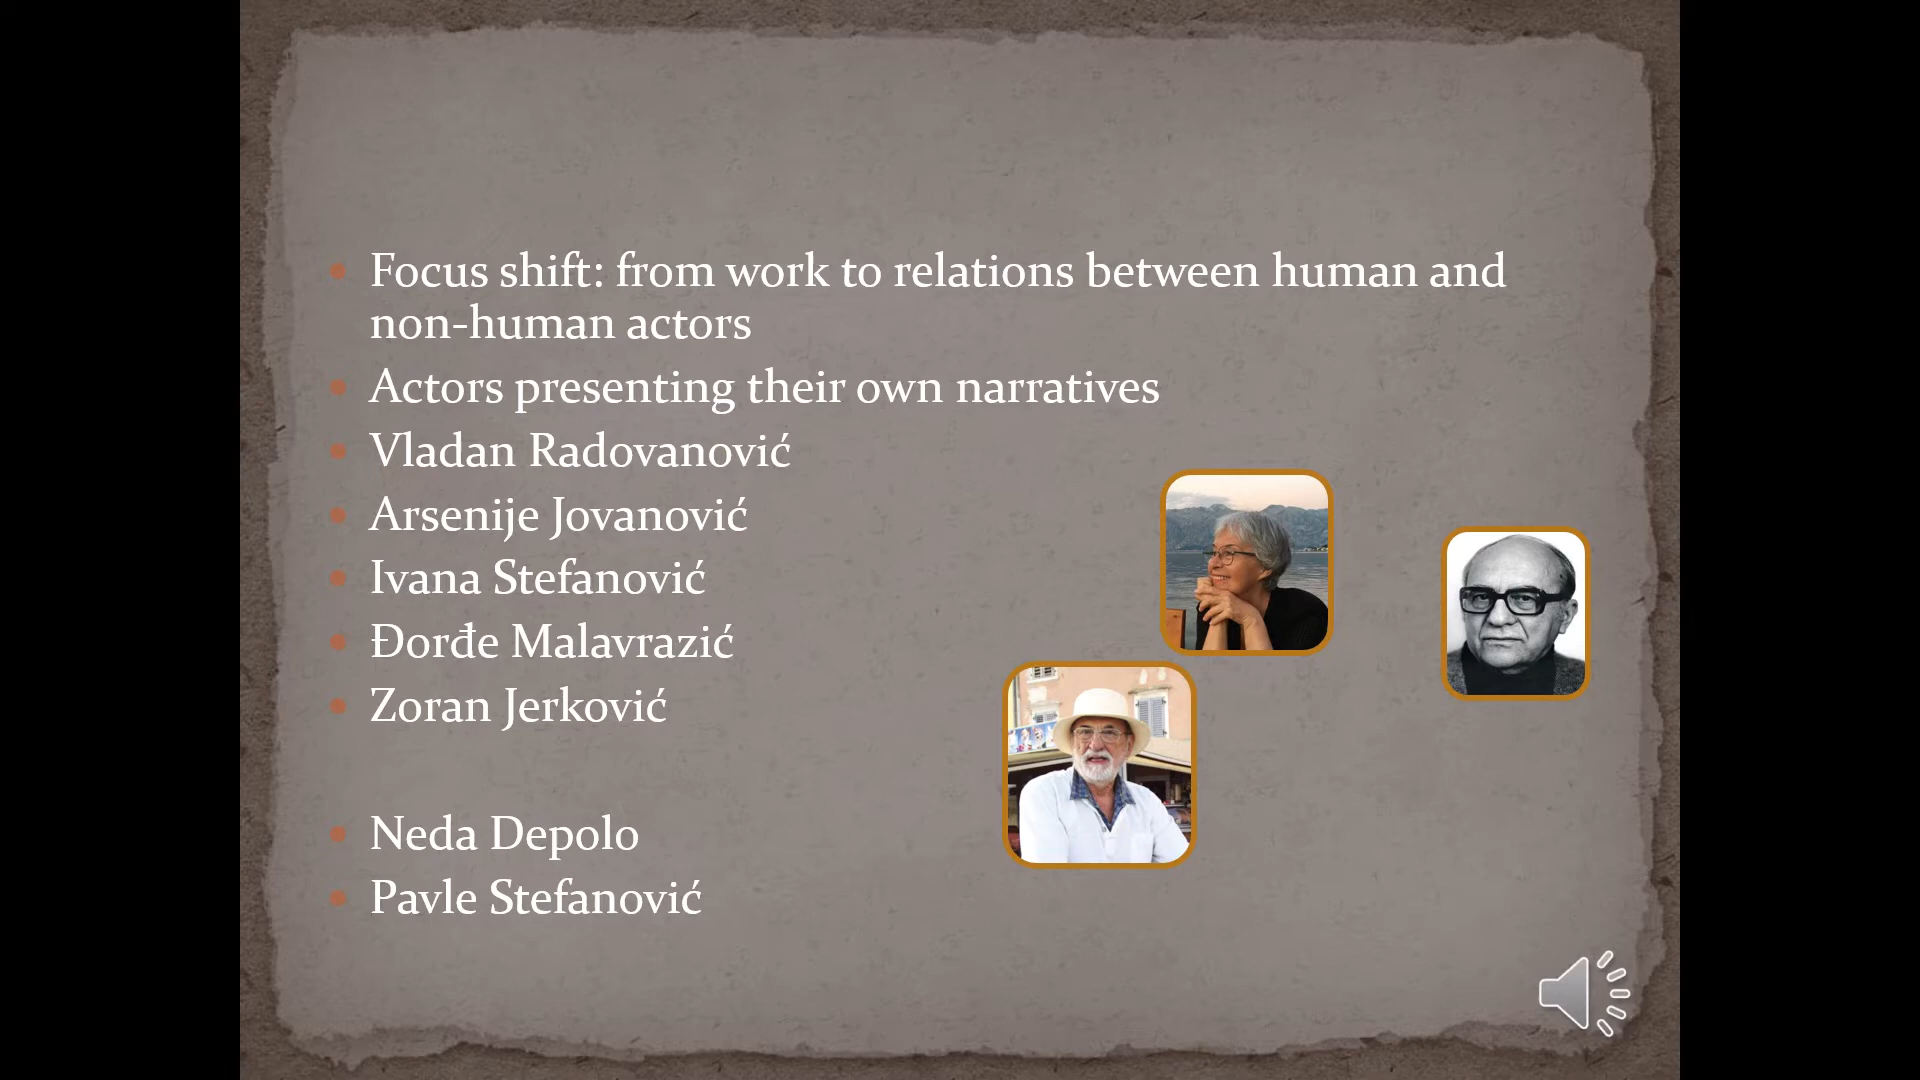 Focus shift: from work to relations between human and
non-human actors
Actors presenting their own narratives
Vladan Radovanović
Arsenije Jovanović
Ivana Stefanović
Đorđe Malavrazić
Zoran Jerković
Neda Depolo
Pavle Stefanović